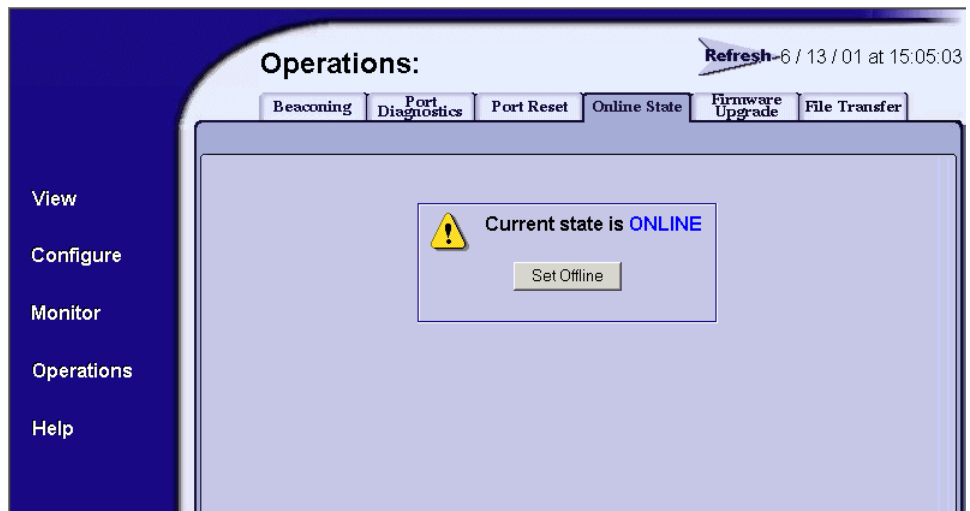 Operations:
Refresh-6 / 13 / 01 at 15:05:03
Beaconing
Port Diagnostics
Port Reset
Online State
Firmware Upgrade
File Transfer
View
Configure
Monitor
Operations
Help
Current state is ONLINE
Set Offline